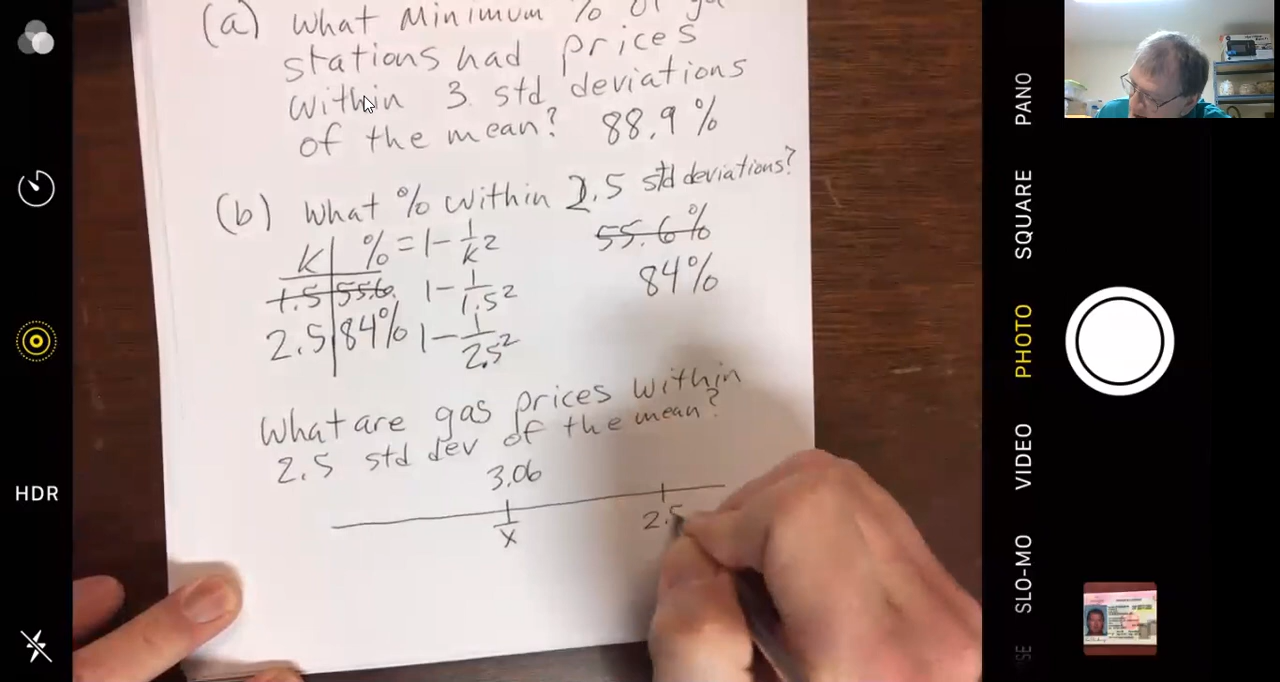 (a) What Minimum % of
stations had prices
within 3 std deviations
of the mean? 88.9%
(b) What % within 2.5 std deviations?
K % = 1 - 1/K² 55.6%
1.5 55.6 1 - 1/1.5² 84%
2.5 84% 1 - 1/2.5²
What are gas prices within
2.5 std dev of the mean?
3.06
x̄ 2.5
HDR
PANO
SQUARE
PHOTO
VIDEO
SLO-MO